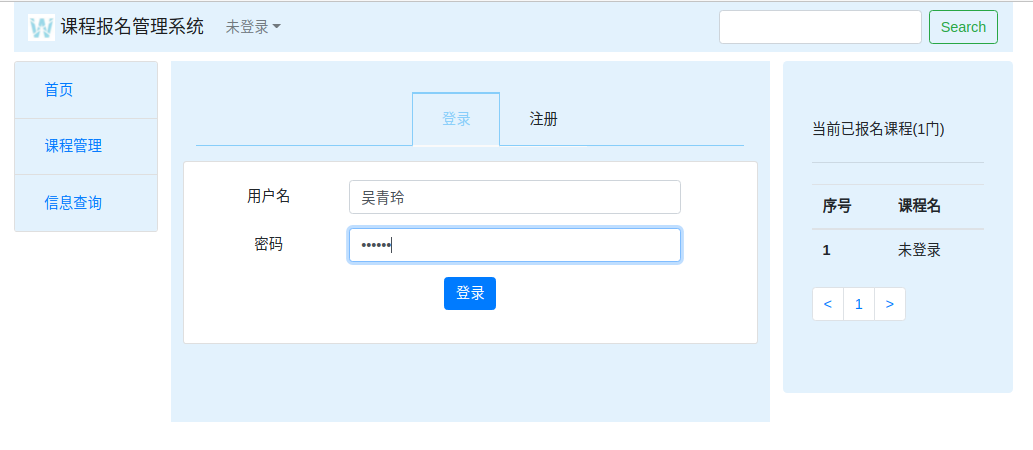 W 课程报名管理系统 未登录 Search
首页
课程管理
信息查询
登录 注册
用户名 吴青玲
密码 ••••••
登录
当前已报名课程(1门)
序号 课程名
1 未登录
< 1 >